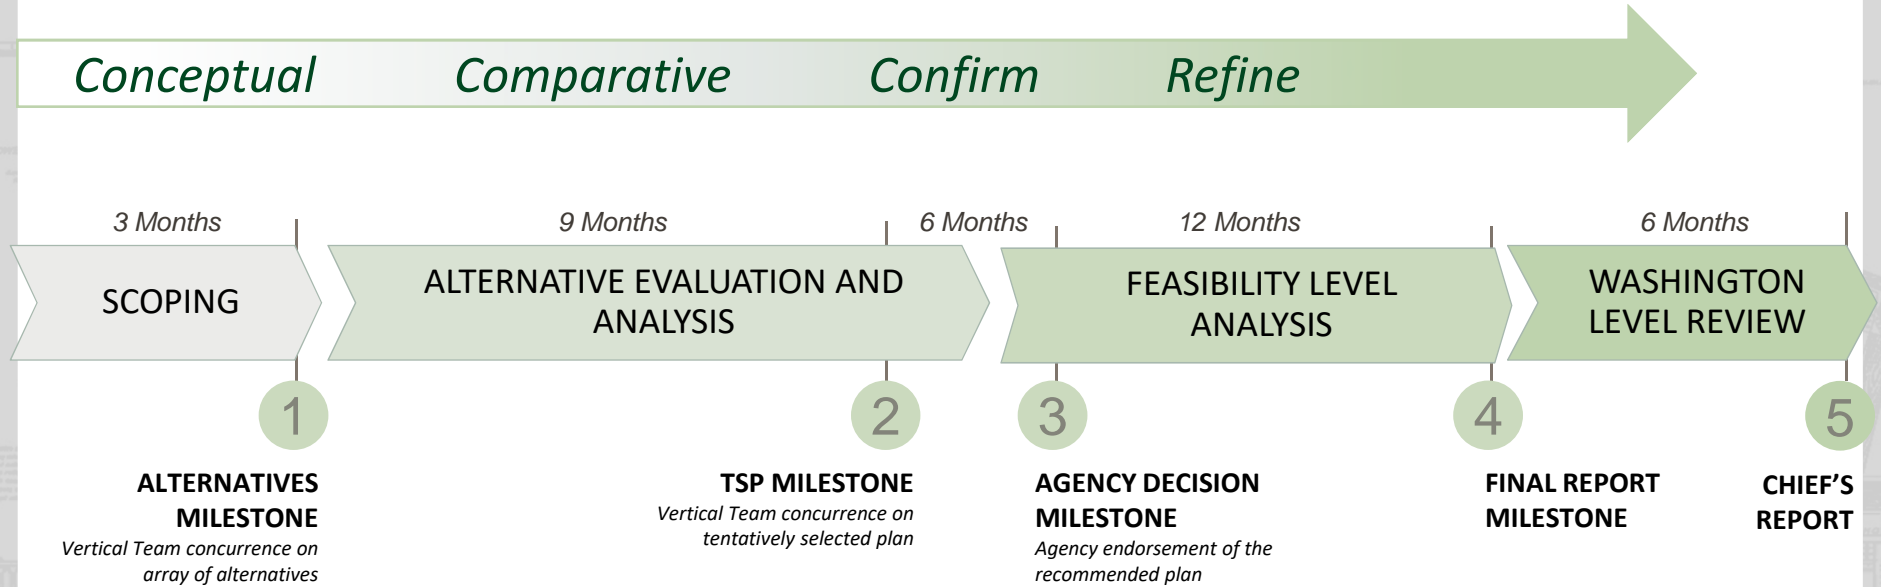 Conceptual Comparative Confirm Refine
3 Months 9 Months 6 Months 12 Months 6 Months
SCOPING
ALTERNATIVE EVALUATION AND
ANALYSIS
FEASIBILITY LEVEL
ANALYSIS
WASHINGTON
LEVEL REVIEW
1 2 3 4 5
ALTERNATIVES
MILESTONE
Vertical Team concurrence on
array of alternatives
TSP MILESTONE
Vertical Team concurrence on
tentatively selected plan
AGENCY DECISION
MILESTONE
Agency endorsement of the
recommended plan
FINAL REPORT
MILESTONE
CHIEF’S
REPORT